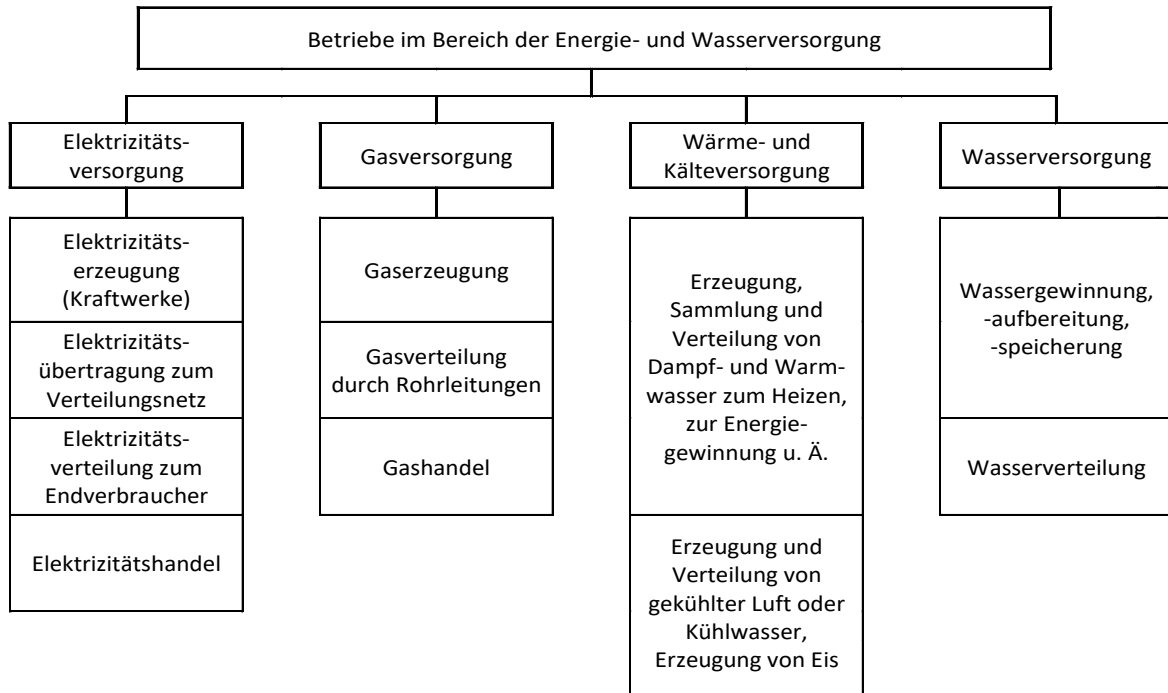 Betriebe im Bereich der Energie- und Wasserversorgung
Elektrizitäts-
versorgung
Elektrizitäts-
erzeugung
(Kraftwerke)
Elektrizitäts-
übertragung zum
Verteilungsnetz
Elektrizitäts-
verteilung zum
Endverbraucher
Elektrizitätshandel
Gasversorgung
Gaserzeugung
Gasverteilung
durch Rohrleitungen
Gashandel
Wärme- und
Kälteversorgung
Erzeugung,
Sammlung und
Verteilung von
Dampf- und Warm-
wasser zum Heizen,
zur Energie-
gewinnung u. Ä.
Erzeugung und
Verteilung von
gekühlter Luft oder
Kühlwasser,
Erzeugung von Eis
Wasserversorgung
Wassergewinnung,
-aufbereitung,
-speicherung
Wasserverteilung